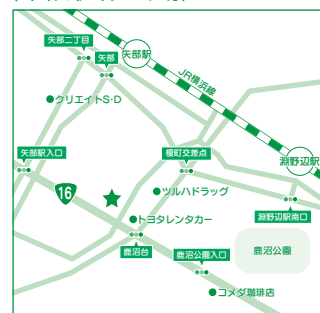 矢部二丁目
矢部駅
矢部
JR横浜線
クリエイトS・D
矢部駅入口
榎町交差点
淵野辺駅
16
ツルハドラッグ
淵野辺駅南口
トヨタレンタカー
鹿沼台
鹿沼公園入口
鹿沼公園
コメダ珈琲店